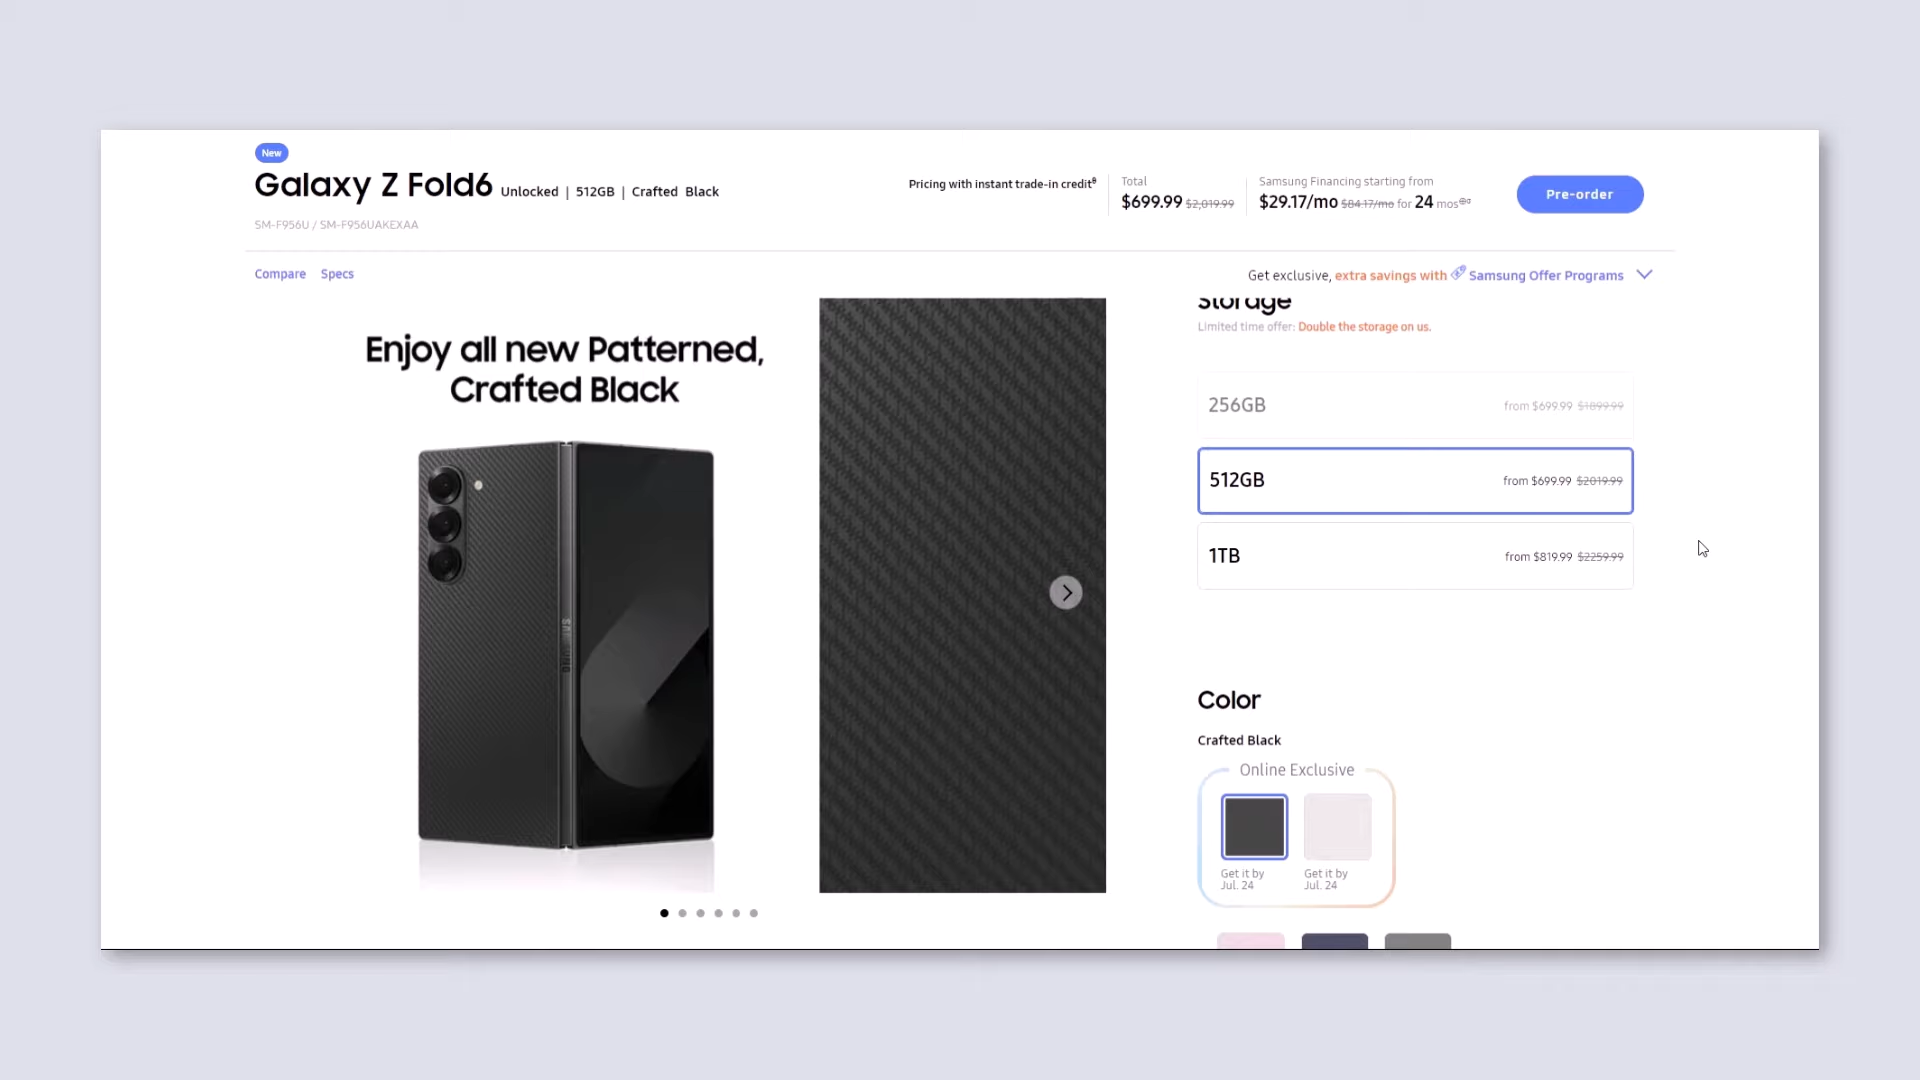 New
Galaxy Z Fold6 Unlocked | 512GB | Crafted Black
SM-F956U / SM-F956UAKEXAA
Pricing with instant trade-in credit
Total
$699.99 $2,019.99
Samsung Financing starting from
$29.17/mo $84.17/mo for 24 mos
Pre-order
Compare Specs
Get exclusive, extra savings with Samsung Offer Programs
Enjoy all new Patterned,
Crafted Black
SAMSUNG
Storage
Limited time offer: Double the storage on us.
256GB from $699.99 $1899.99
512GB from $699.99 $2019.99
1TB from $819.99 $2259.99
Color
Crafted Black
Online Exclusive
Get it by
Jul. 24
Get it by
Jul. 24